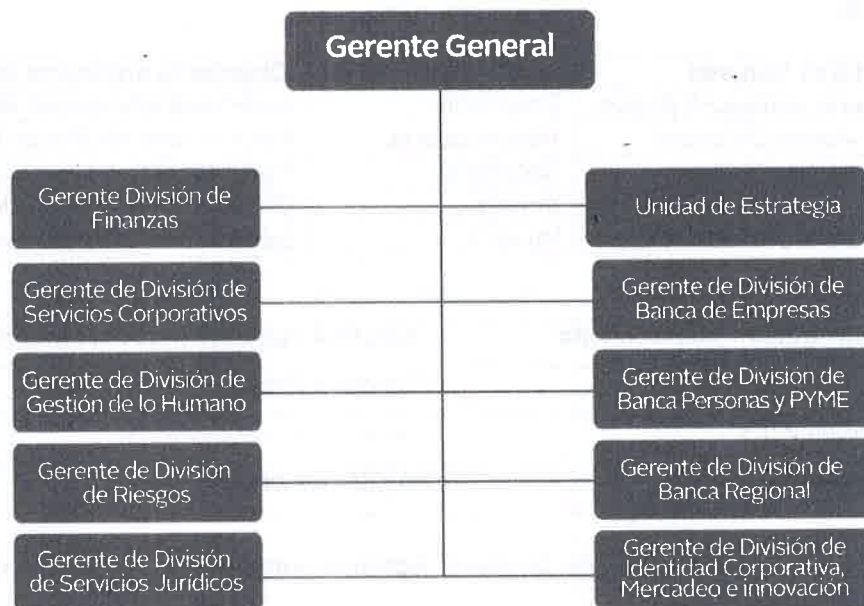 Gerente General
Gerente División de
Finanzas
Unidad de Estrategia
Gerente de División de
Servicios Corporativos
Gerente de División de
Banca de Empresas
Gerente de División de
Gestión de lo Humano
Gerente de División de
Banca Personas y PYME
Gerente de División
de Riesgos
Gerente de División de
Banca Regional
Gerente de División
de Servicios Jurídicos
Gerente de División de
Identidad Corporativa,
Mercadeo e innovación